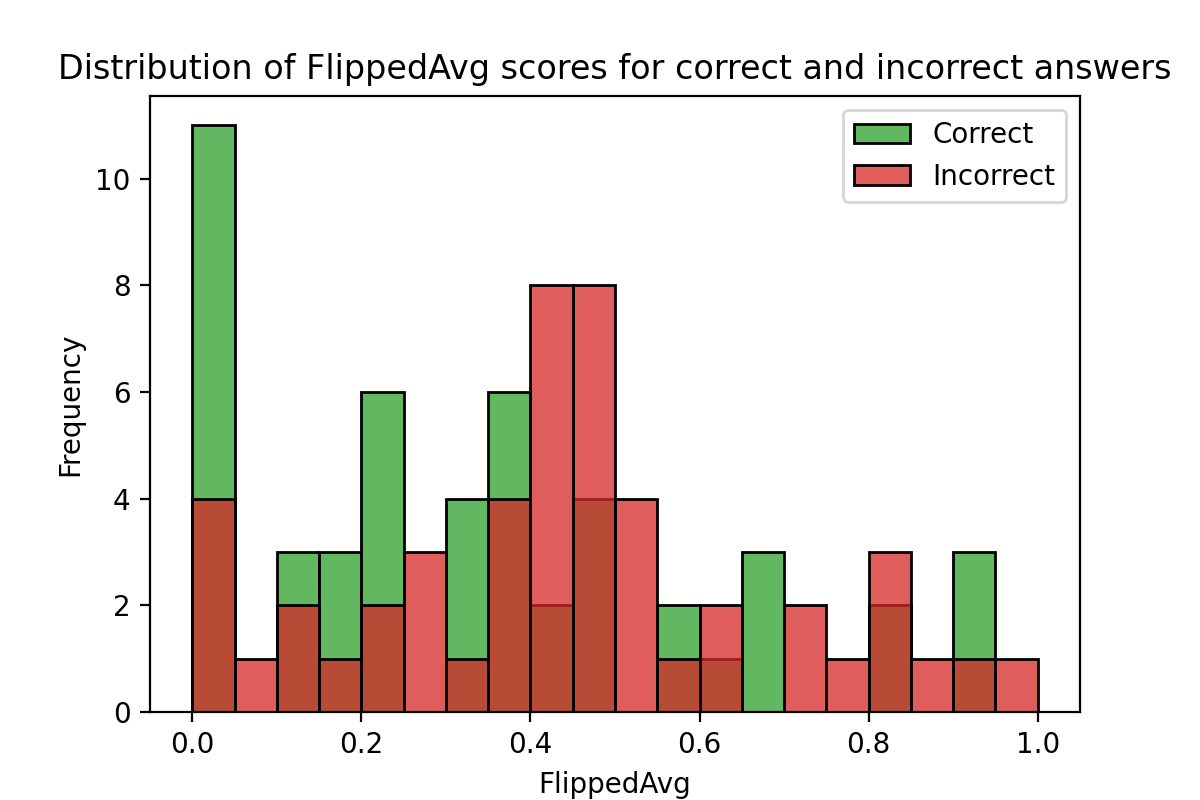 Distribution of FlippedAvg scores for correct and incorrect answers
Correct
Incorrect
Frequency
10
8
6
4
2
0
0.0 0.2 0.4 0.6 0.8 1.0
FlippedAvg